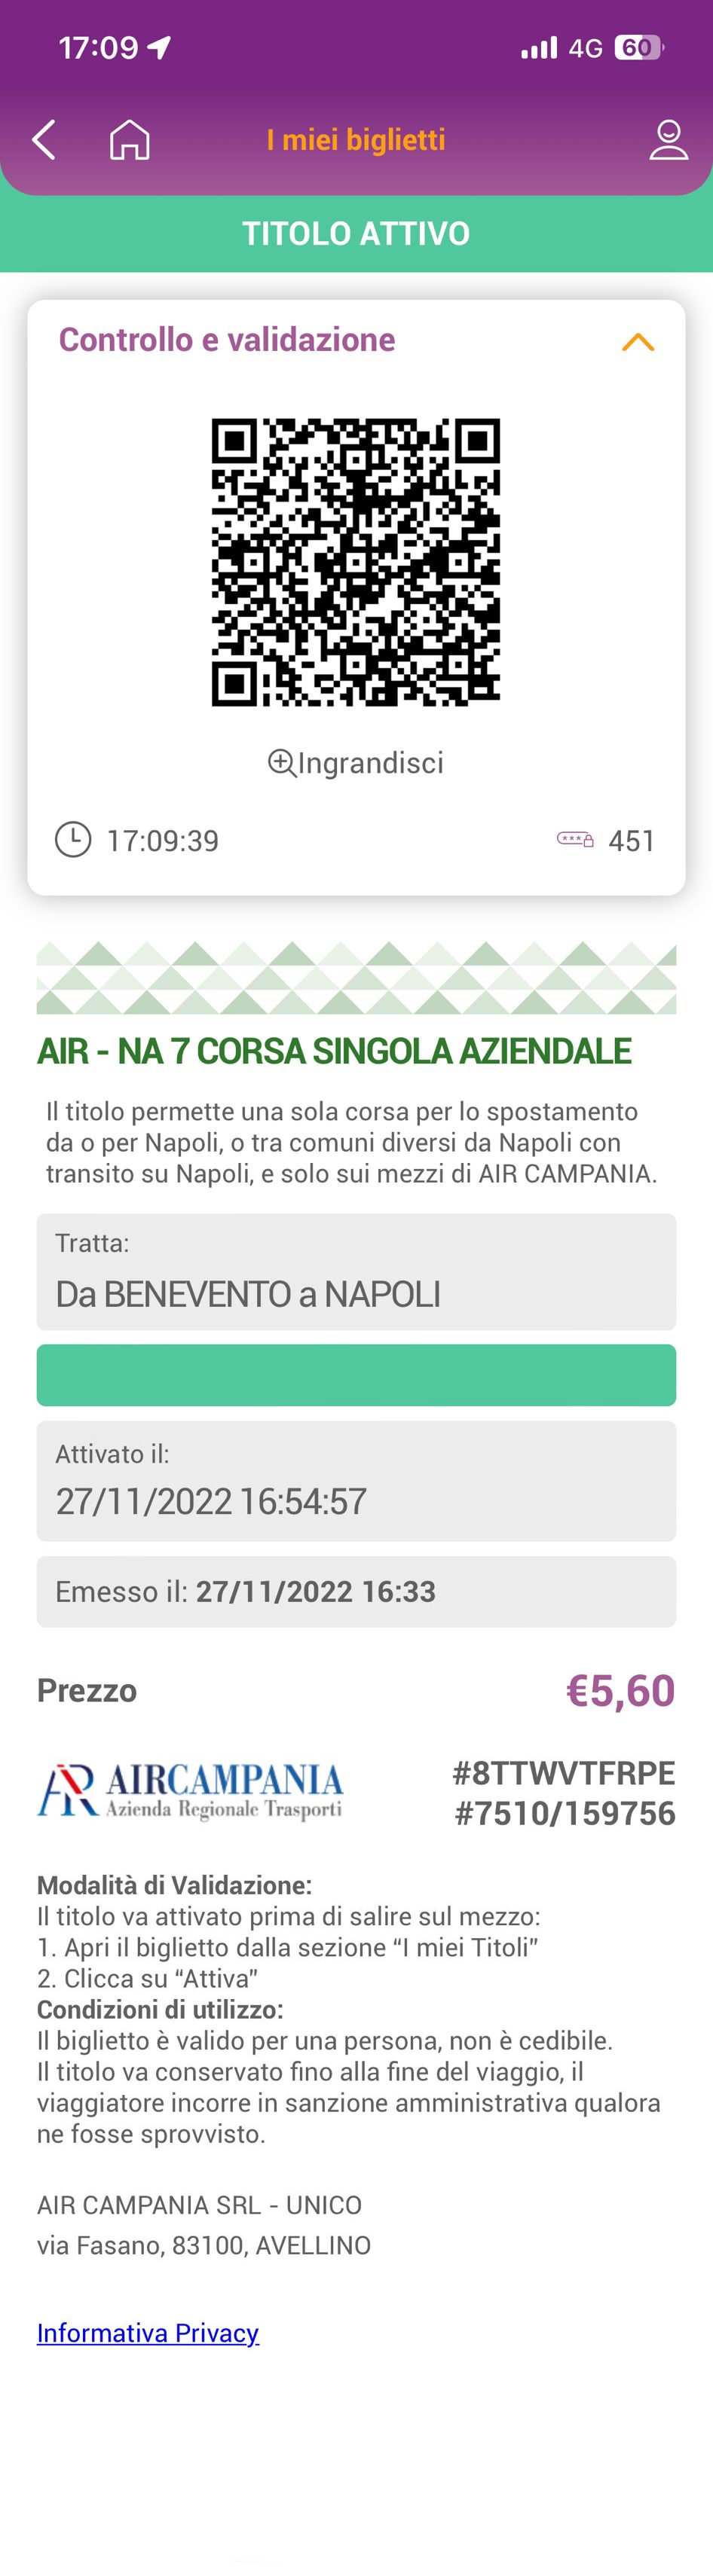 17:09
4G 60
I miei biglietti
TITOLO ATTIVO
Controllo e validazione
Ingrandisci
17:09:39
*** 451
AIR - NA 7 CORSA SINGOLA AZIENDALE
Il titolo permette una sola corsa per lo spostamento
da o per Napoli, o tra comuni diversi da Napoli con
transito su Napoli, e solo sui mezzi di AIR CAMPANIA.
Tratta:
Da BENEVENTO a NAPOLI
Attivato il:
27/11/2022 16:54:57
Emesso il: 27/11/2022 16:33
Prezzo
€5,60
AIR AIRCAMPANIA
Azienda Regionale Trasporti
#8TTWVTFRPE
#7510/159756
Modalità di Validazione:
Il titolo va attivato prima di salire sul mezzo:
1. Apri il biglietto dalla sezione “I miei Titoli”
2. Clicca su “Attiva”
Condizioni di utilizzo:
Il biglietto è valido per una persona, non è cedibile.
Il titolo va conservato fino alla fine del viaggio, il
viaggiatore incorre in sanzione amministrativa qualora
ne fosse sprovvisto.
AIR CAMPANIA SRL - UNICO
via Fasano, 83100, AVELLINO
Informativa Privacy